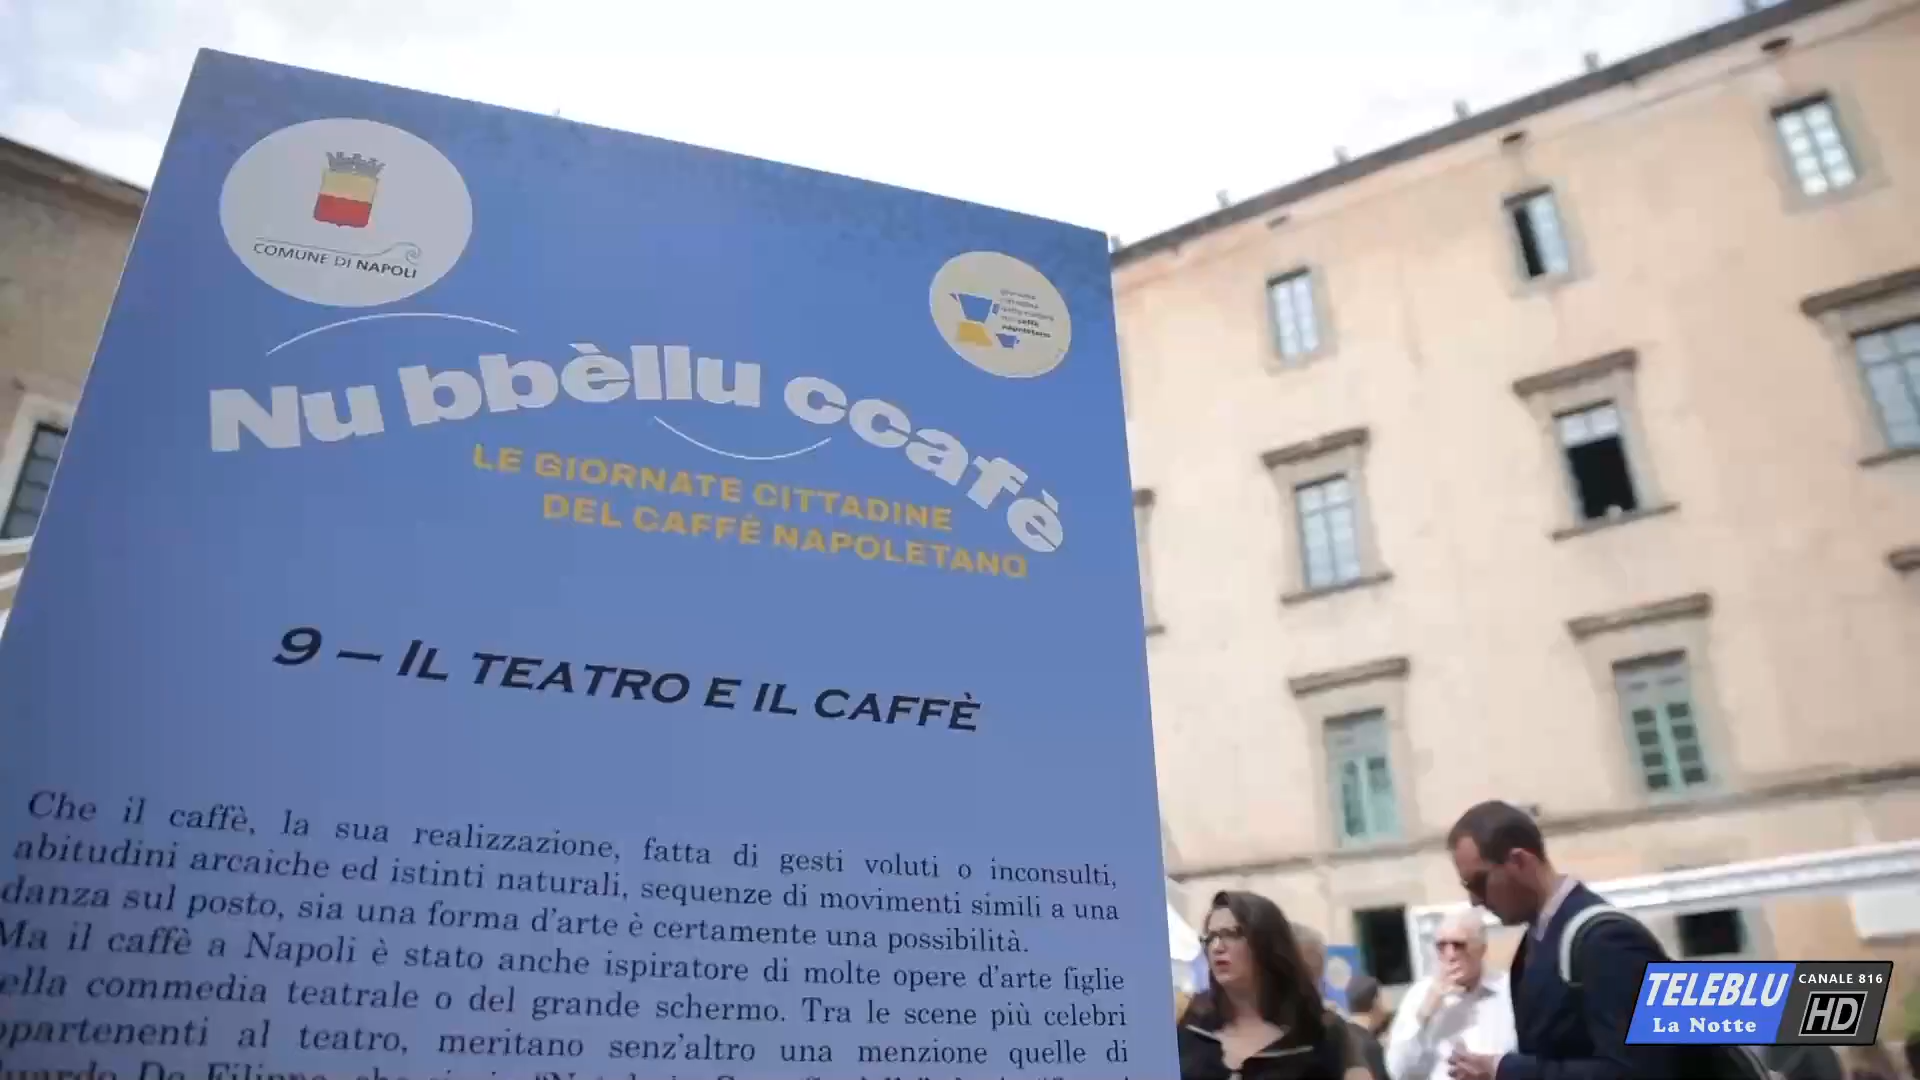 COMUNE DI NAPOLI
Nu bbèllu ccafè
LE GIORNATE CITTADINE
DEL CAFFÈ NAPOLETANO
9 – IL TEATRO E IL CAFFÈ
Che il caffè, la sua realizzazione, fatta di gesti voluti o inconsulti,
abitudini arcaiche ed istinti naturali, sequenze di movimenti simili a una
danza sul posto, sia una forma d'arte è certamente una possibilità.
Ma il caffè a Napoli è stato anche ispiratore di molte opere d'arte figlie
ella commedia teatrale o del grande schermo. Tra le scene più celebri
ppartenenti al teatro, meritano senz'altro una menzione quelle di
De Filippo,
TELEBLU
La Notte
CANALE 816
HD